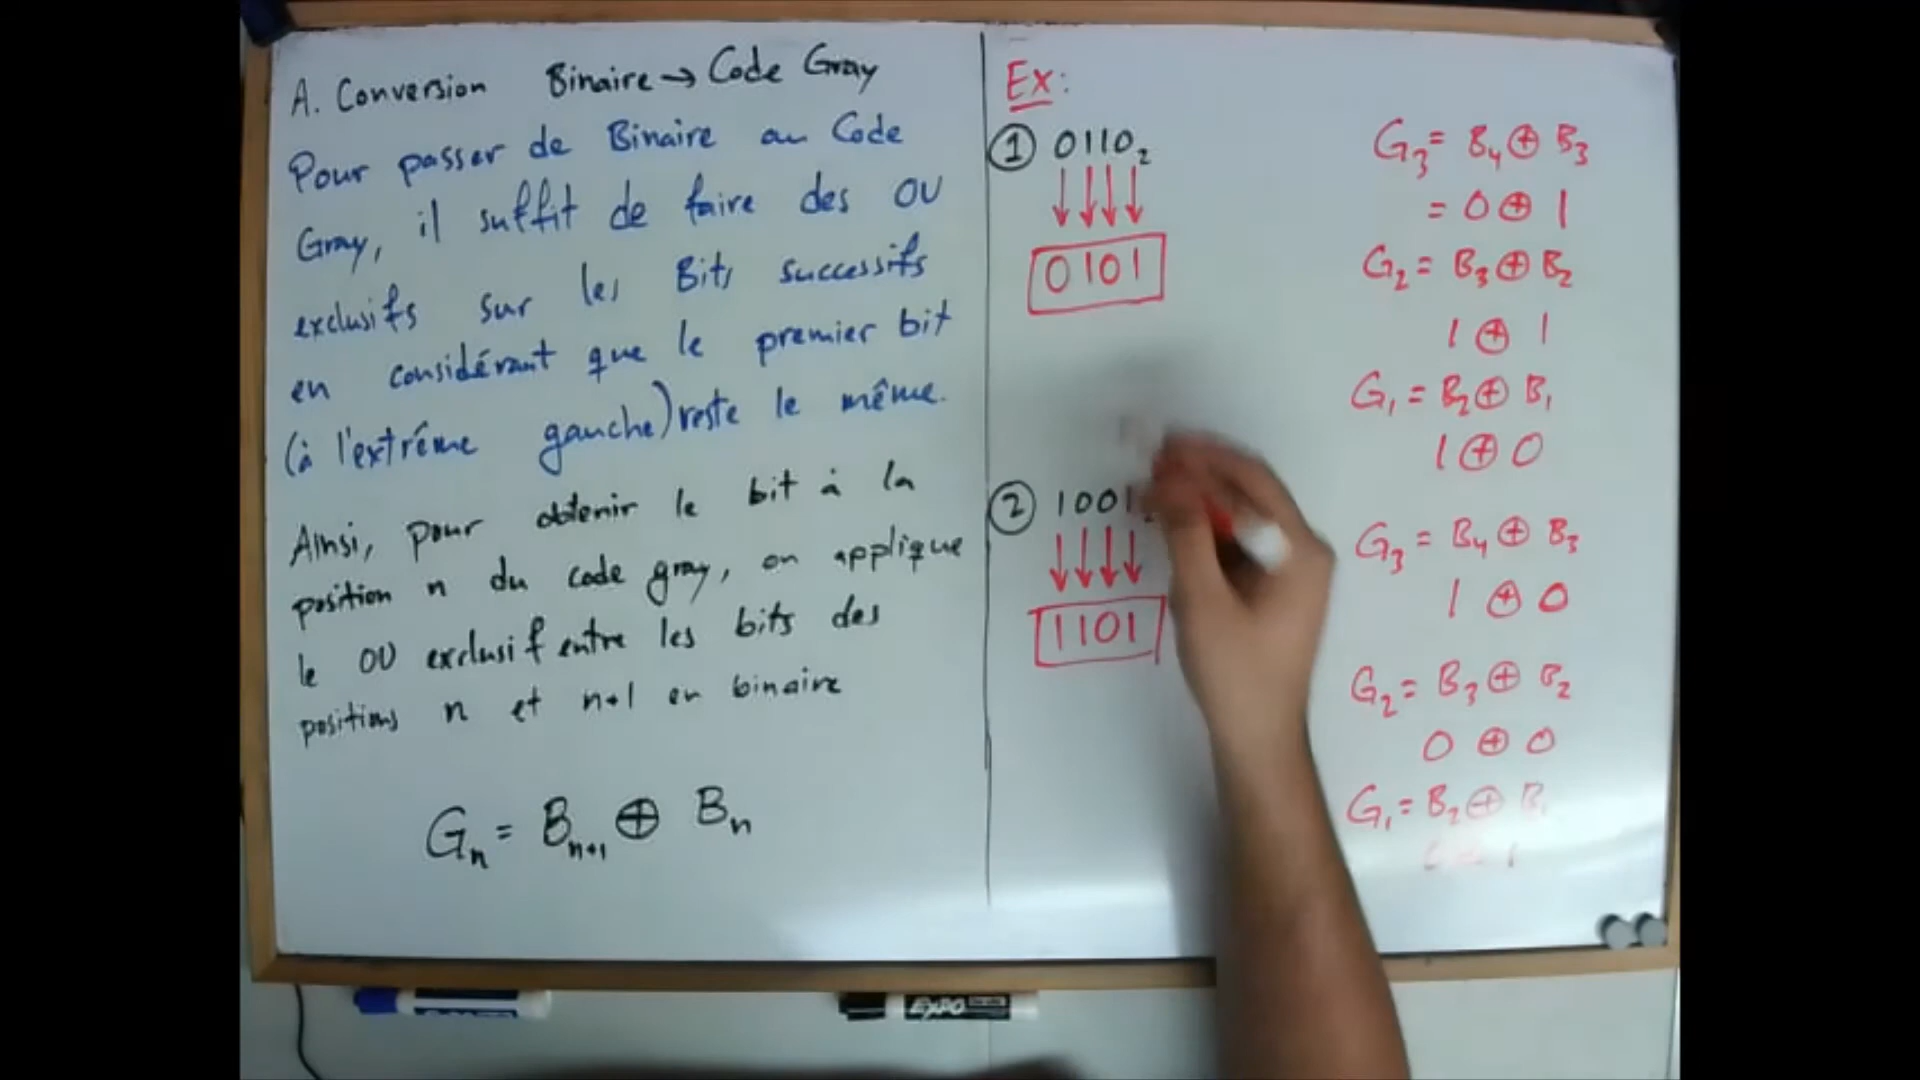 A. Conversion Binaire → Code Gray
Pour passer de Binaire au Code
Gray, il suffit de faire des OU
exclusifs sur les Bits successifs
en considérant que le premier bit
(à l'extrême gauche) reste le même.
Ainsi, pour obtenir le bit à la
position n du code gray, on applique
le OU exclusif entre les bits des
positions n et n+1 en binaire
Gₙ = Bₙ₊₁ ⊕ Bₙ
Ex:
① 0110₂
↓↓↓↓
0101
② 1001
↓↓↓↓
1101
G₃ = B₄ ⊕ B₃
= 0 ⊕ 1
G₂ = B₃ ⊕ B₂
1 ⊕ 1
G₁ = B₂ ⊕ B₁
1 ⊕ 0
G₃ = B₄ ⊕ B₃
1 ⊕ 0
G₂ = B₃ ⊕ B₂
0 ⊕ 0
G₁ = B₂ ⊕ B₁
EXPO